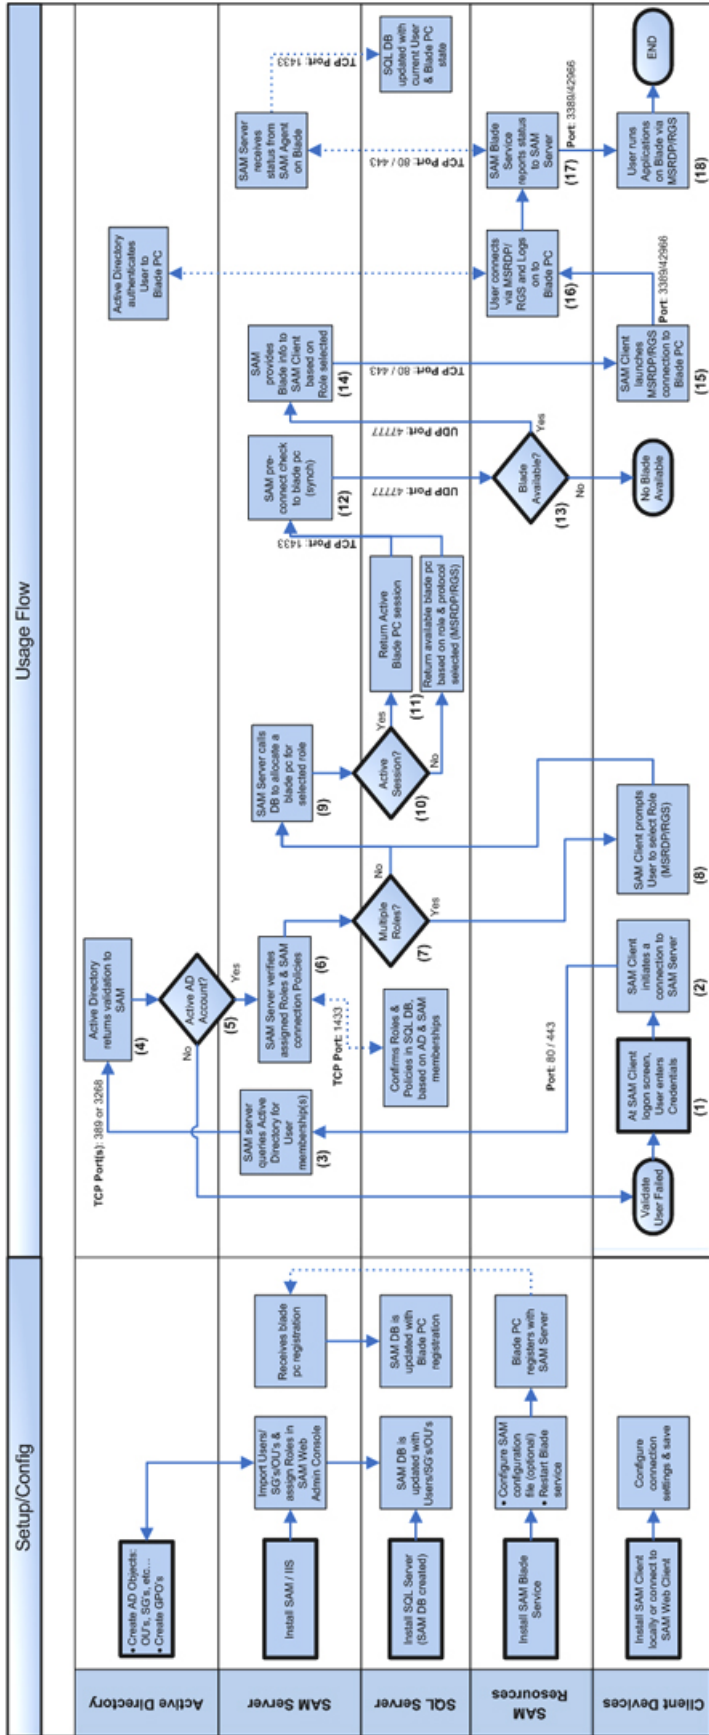 Setup/Config
Usage Flow
Active Directory
• Create AD Objects:
OU's, SG's, etc...
• Create GPO's
Active Directory
returns validation to
SAM
(4)
TCP Port(s): 389 or 3268
Active AD
Account?
(5)
No
Yes
Active Directory
authenticates
User to
Blade PC
SAM Server
Install SAM / IIS
Import Users/
SG's/OU's &
assign Roles in
SAM Web
Admin Console
Receives blade
pc registration
SAM server
queries Active
Directory for
User
membership(s)
(3)
SAM Server verifies
assigned Roles & SAM
connection Policies
(6)
TCP Port: 1433
SAM Server calls
DB to allocate a
blade pc for
selected role
(9)
SAM pre-
connect check
to blade pc
(synch)
(12)
TCP Port: 1433
SAM
provides
Blade info to
SAM Client
based on
Role selected
(14)
SAM Server
receives
status from
SAM Agent
on Blade
TCP Port: 1433
SQL Server
Install SQL Server
(SAM DB created)
SAM DB is
updated with
Users/SG's/OU's
SAM DB is
updated with
Blade PC
registration
Confirms Roles &
Policies in SQL DB,
based on AD & SAM
memberships
Multiple
Roles?
(7)
No
Yes
Active
Session?
(10)
Yes
No
Return Active
Blade PC session
(11)
Return available blade pc
based on role & protocol
selected (MSRDP/RGS)
UDP Port: 47777
UDP Port: 47777
TCP Port: 80 / 443
TCP Port: 80 / 443
SQL DB
updated with
current User
& Blade PC
state
SAM
Resources
Install SAM Blade
Service
• Configure SAM
configuration
file (optional)
• Restart Blade
service
Blade PC
registers with
SAM Server
Blade
Available?
(13)
Yes
No
User connects
via MSRDP/
RGS and Logs
on to
Blade PC
(16)
SAM Blade
Service
reports status
to SAM
Server
(17)
Port: 3389/42966
Client Devices
Install SAM Client
locally or connect to
SAM Web Client
Configure
connection
settings & save
Validate
User Failed
At SAM Client
logon screen,
User enters
Credentials
(1)
SAM Client
initiates a
connection to
SAM Server
(2)
Port: 80 / 443
SAM Client prompts
User to select Role
(MSRDP/RGS)
(8)
No Blade
Available
SAM Client
launches
MSRDP/RGS
connection to
Blade PC
(15)
Port: 3389/42966
User runs
Applications
on Blade via
MSRDP/RGS
(18)
END